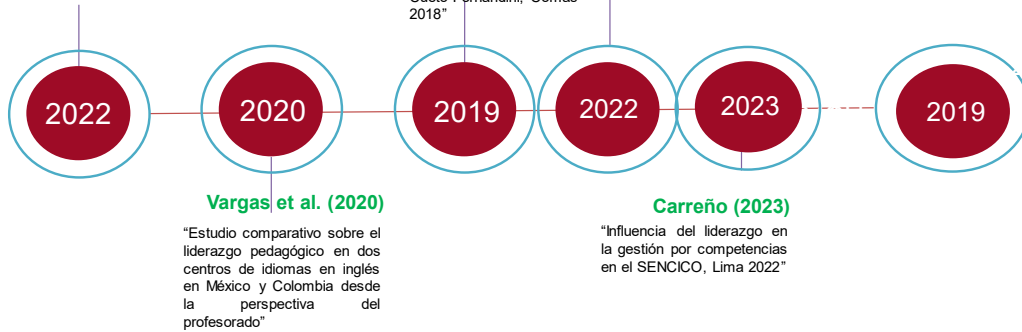 2018”
2022
2020
2019
2022
2023
2019
Vargas et al. (2020)
“Estudio comparativo sobre el
liderazgo pedagógico en dos
centros de idiomas en inglés
en México y Colombia desde
la perspectiva del
profesorado”
Carreño (2023)
“Influencia del liderazgo en
la gestión por competencias
en el SENCICO, Lima 2022”